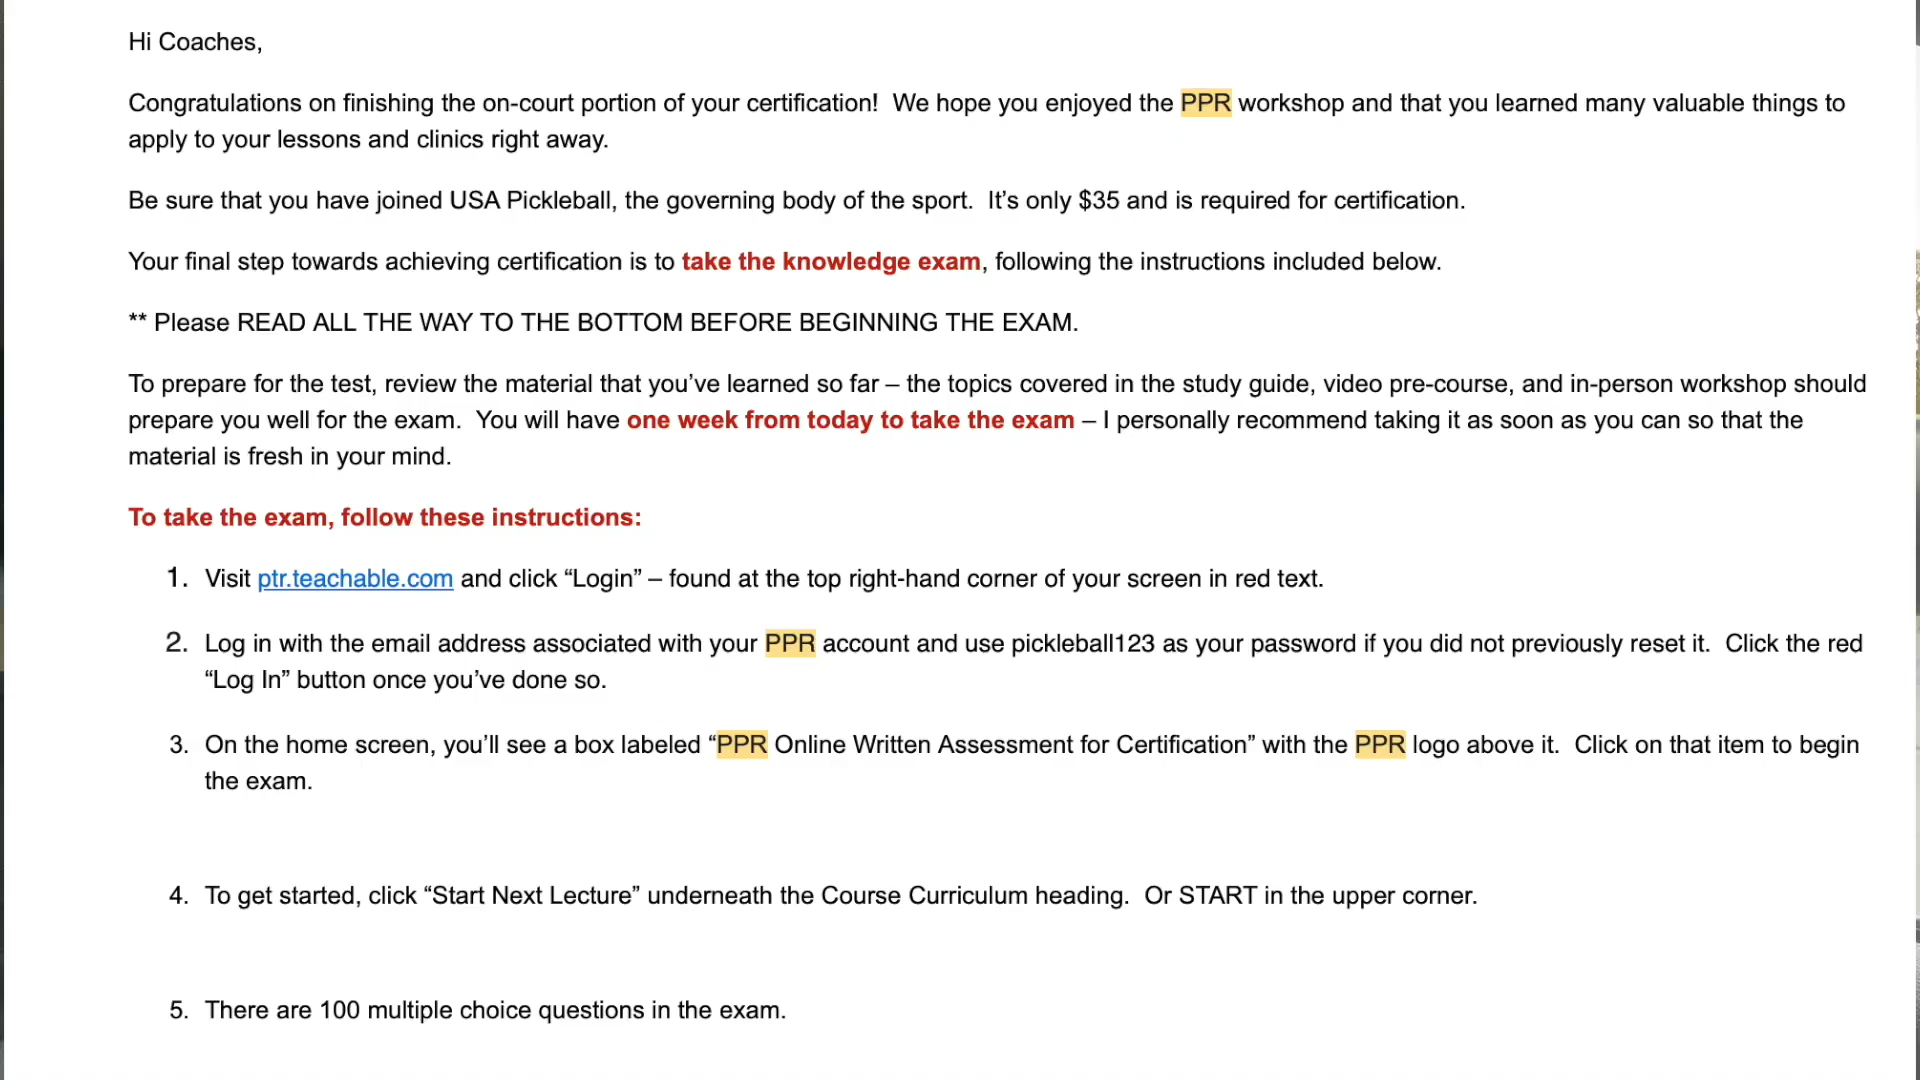 Hi Coaches,
Congratulations on finishing the on-court portion of your certification!  We hope you enjoyed the PPR workshop and that you learned many valuable things to
apply to your lessons and clinics right away.
Be sure that you have joined USA Pickleball, the governing body of the sport.  It’s only $35 and is required for certification.
Your final step towards achieving certification is to take the knowledge exam, following the instructions included below.
** Please READ ALL THE WAY TO THE BOTTOM BEFORE BEGINNING THE EXAM.
To prepare for the test, review the material that you’ve learned so far – the topics covered in the study guide, video pre-course, and in-person workshop should
prepare you well for the exam.  You will have one week from today to take the exam – I personally recommend taking it as soon as you can so that the
material is fresh in your mind.
To take the exam, follow these instructions:
1. Visit ptr.teachable.com and click “Login” – found at the top right-hand corner of your screen in red text.
2. Log in with the email address associated with your PPR account and use pickleball123 as your password if you did not previously reset it.  Click the red
“Log In” button once you’ve done so.
3. On the home screen, you’ll see a box labeled “PPR Online Written Assessment for Certification” with the PPR logo above it.  Click on that item to begin
the exam.
4. To get started, click “Start Next Lecture” underneath the Course Curriculum heading.  Or START in the upper corner.
5. There are 100 multiple choice questions in the exam.